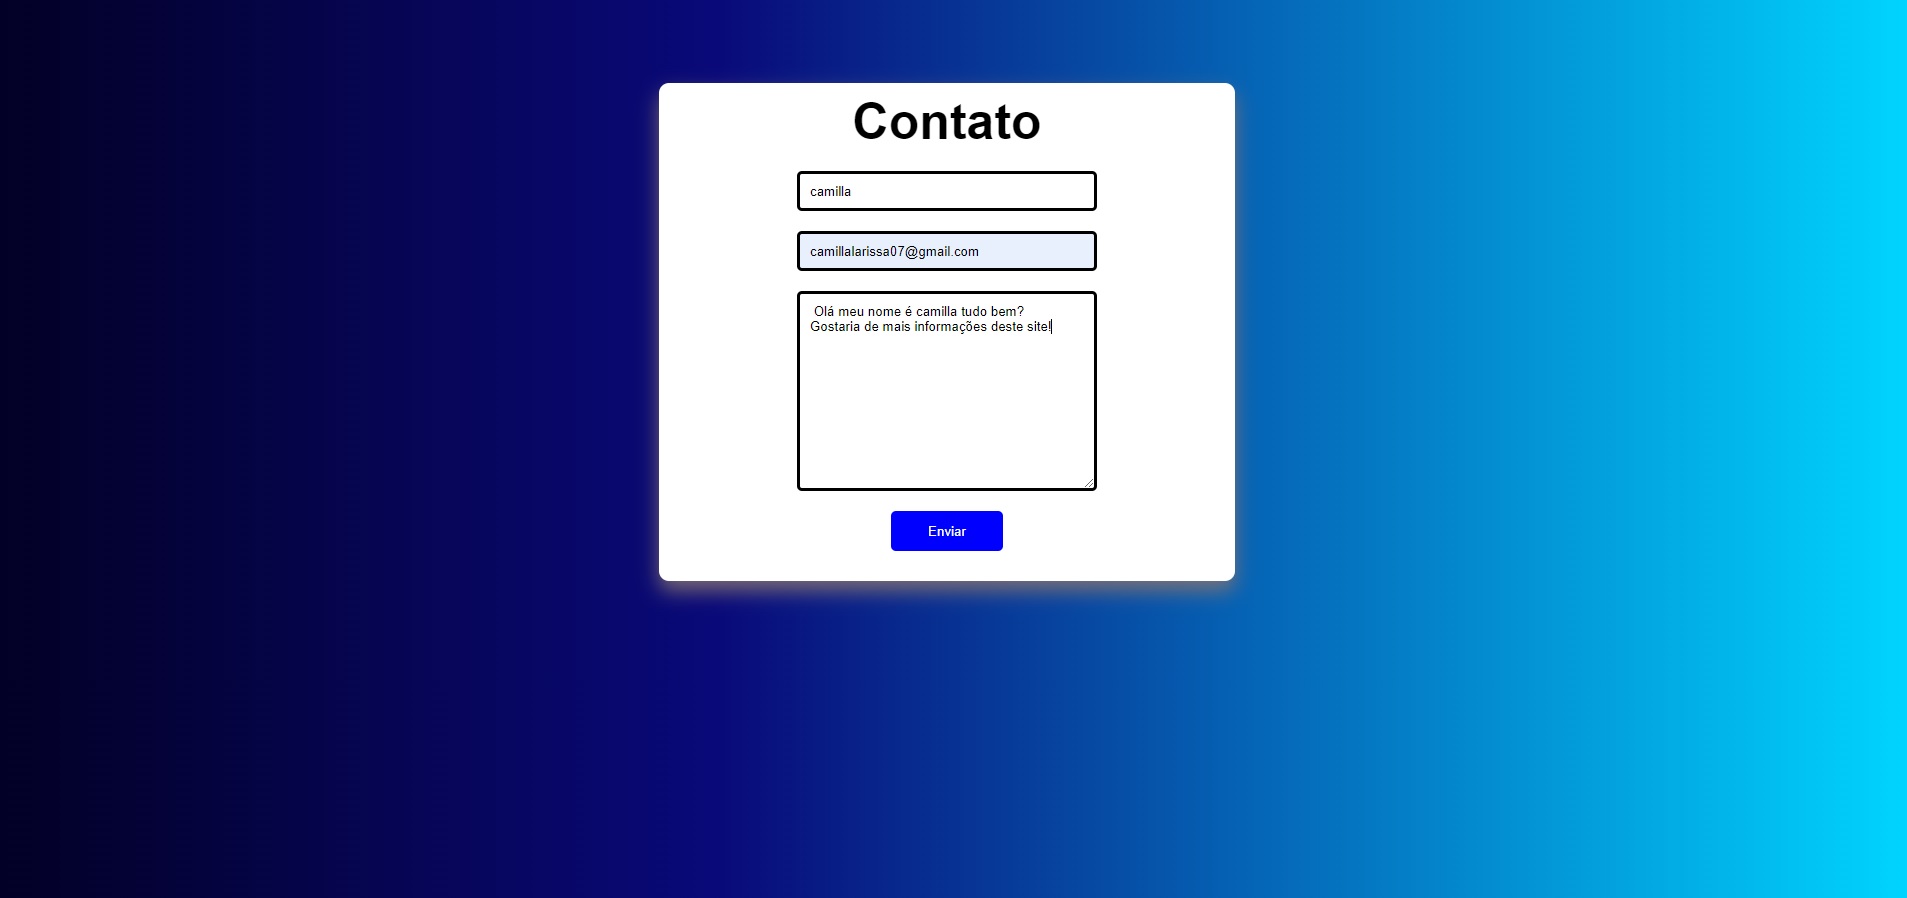 Contato
camilla
camillalarissa07@gmail.com
Olá meu nome é camilla tudo bem?
Gostaria de mais informações deste site!
Enviar